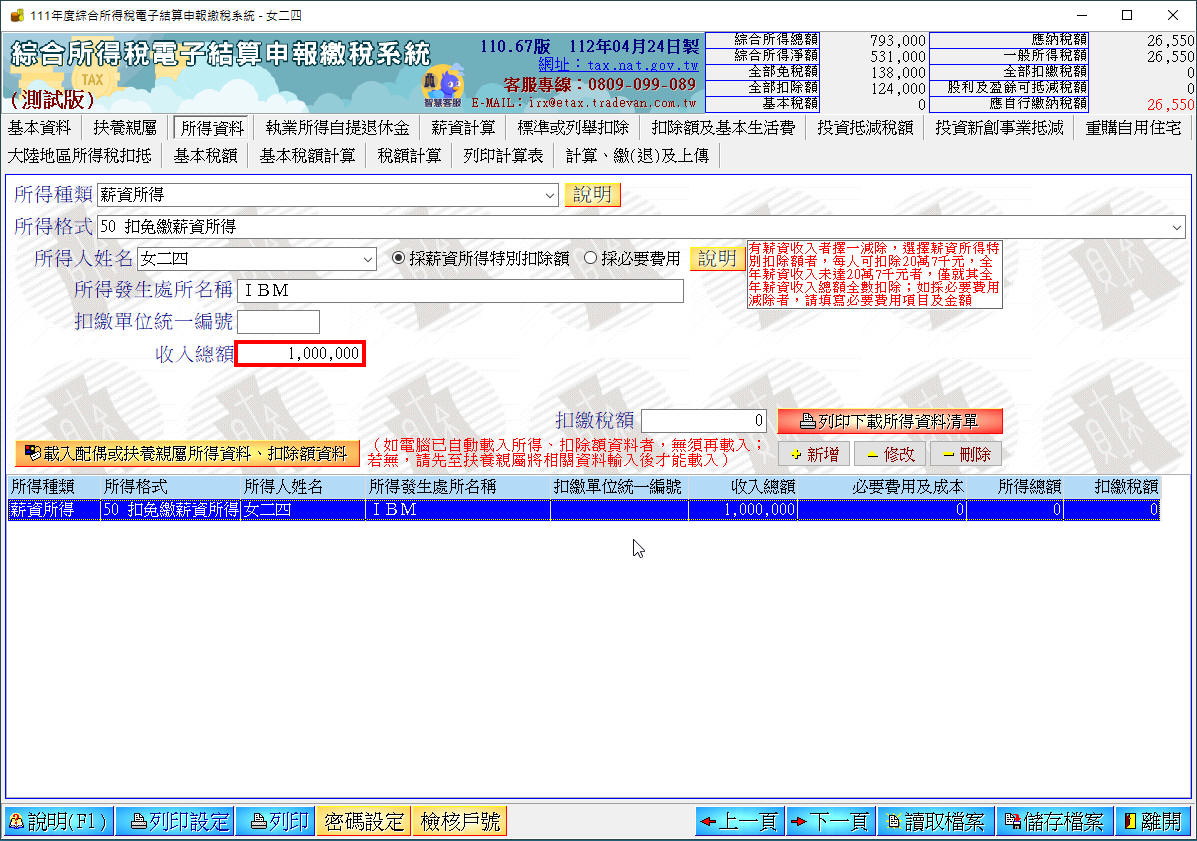 111年度綜合所得稅電子結算申報繳稅系統 - 女二四
綜合所得稅電子結算申報繳稅系統
(測試版)
TAX
智慧客服
110.67版 112年04月24日製
網址：tax.nat.gov.tw
客服專線：0809-099-089
E-MAIL：irx@etax.tradevan.com.tw
綜合所得總額 793,000 應納稅額 26,550
綜合所得淨額 531,000 一般所得稅額 26,550
全部免稅額 138,000 全部扣繳稅額 0
全部扣除額 124,000 股利及盈餘可抵減稅額 0
基本稅額 0 應自行繳納稅額 26,550
基本資料 扶養親屬 所得資料 執業所得自提退休金 薪資計算 標準或列舉扣除 扣除額及基本生活費 投資抵減稅額 投資新創事業抵減 重購自用住宅
大陸地區所得稅扣抵 基本稅額 基本稅額計算 稅額計算 列印計算表 計算、繳(退)及上傳
所得種類 薪資所得 說明
所得格式 50 扣免繳薪資所得
所得人姓名 女二四 採薪資所得特別扣除額 採必要費用 說明
有薪資收入者擇一減除，選擇薪資所得特
別扣除額者，每人可扣除20萬7千元，全
年薪資收入未達20萬7千元者，僅就其全
年薪資收入總額全數扣除；如採必要費用
減除者，請填寫必要費用項目及金額
所得發生處所名稱 ＩＢＭ
扣繳單位統一編號
收入總額 1,000,000
扣繳稅額 0 列印下載所得資料清單
載入配偶或扶養親屬所得資料、扣除額資料
（如電腦已自動載入所得、扣除額資料者，無須再載入；
若無，請先至扶養親屬將相關資料輸入後才能載入）
新增 修改 刪除
所得種類 所得格式 所得人姓名 所得發生處所名稱 扣繳單位統一編號 收入總額 必要費用及成本 所得總額 扣繳稅額
薪資所得 50 扣免繳薪資所得 女二四 ＩＢＭ 1,000,000 0 0 0
說明(F1) 列印設定 列印 密碼設定 檢核戶號 上一頁 下一頁 讀取檔案 儲存檔案 離開